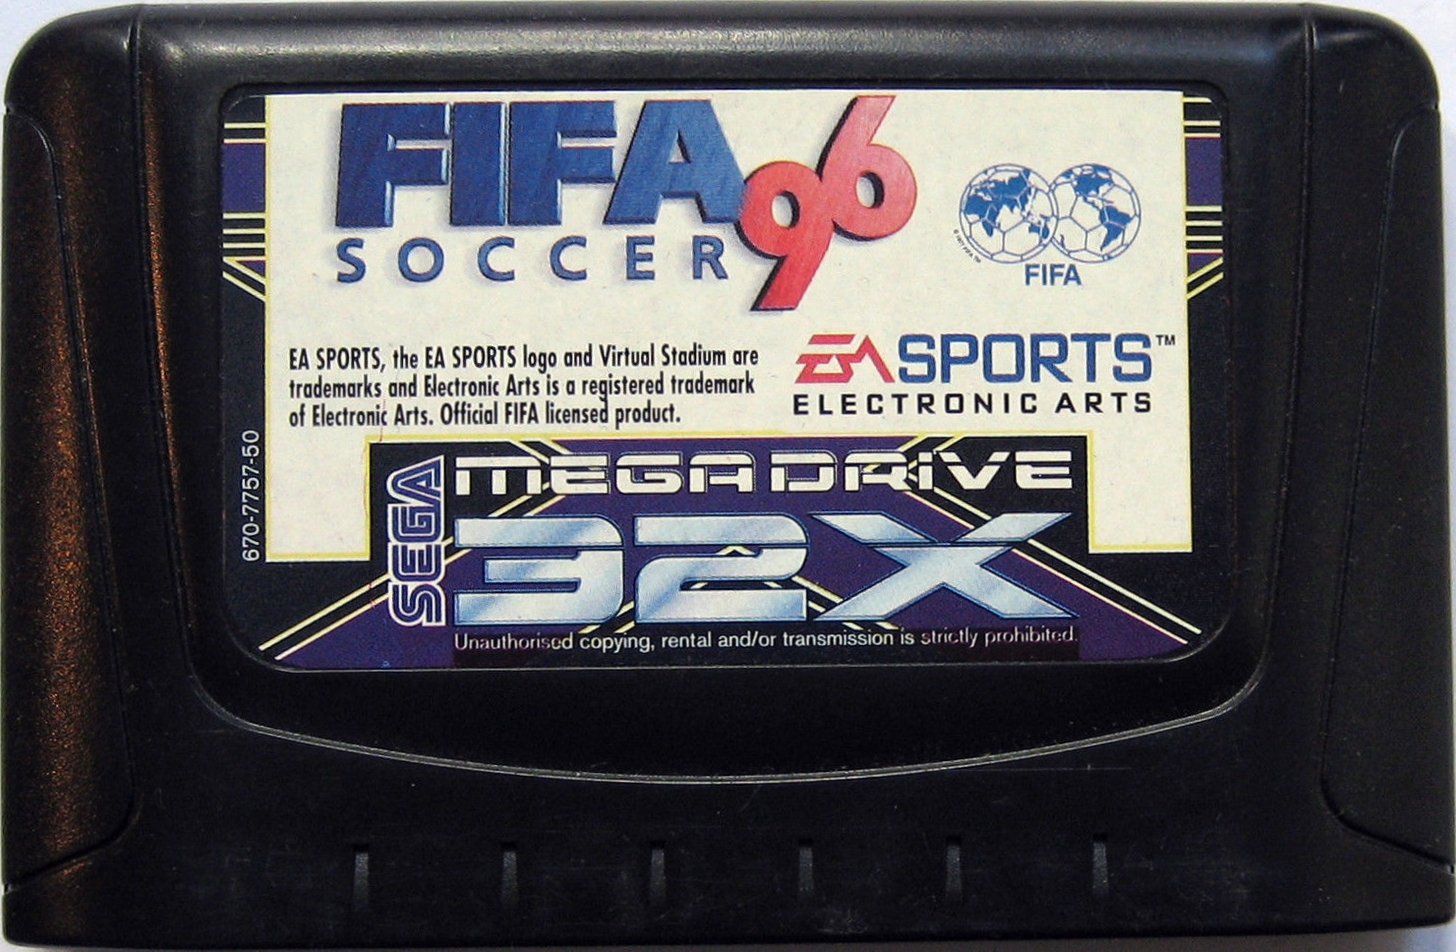 FIFA 96
SOCCER
FIFA
EA SPORTS, the EA SPORTS logo and Virtual Stadium are
trademarks and Electronic Arts is a registered trademark
of Electronic Arts. Official FIFA licensed product.
EA SPORTS™
ELECTRONIC ARTS
670-7757-50
SEGA
MEGA DRIVE
32X
Unauthorised copying, rental and/or transmission is strictly prohibited.